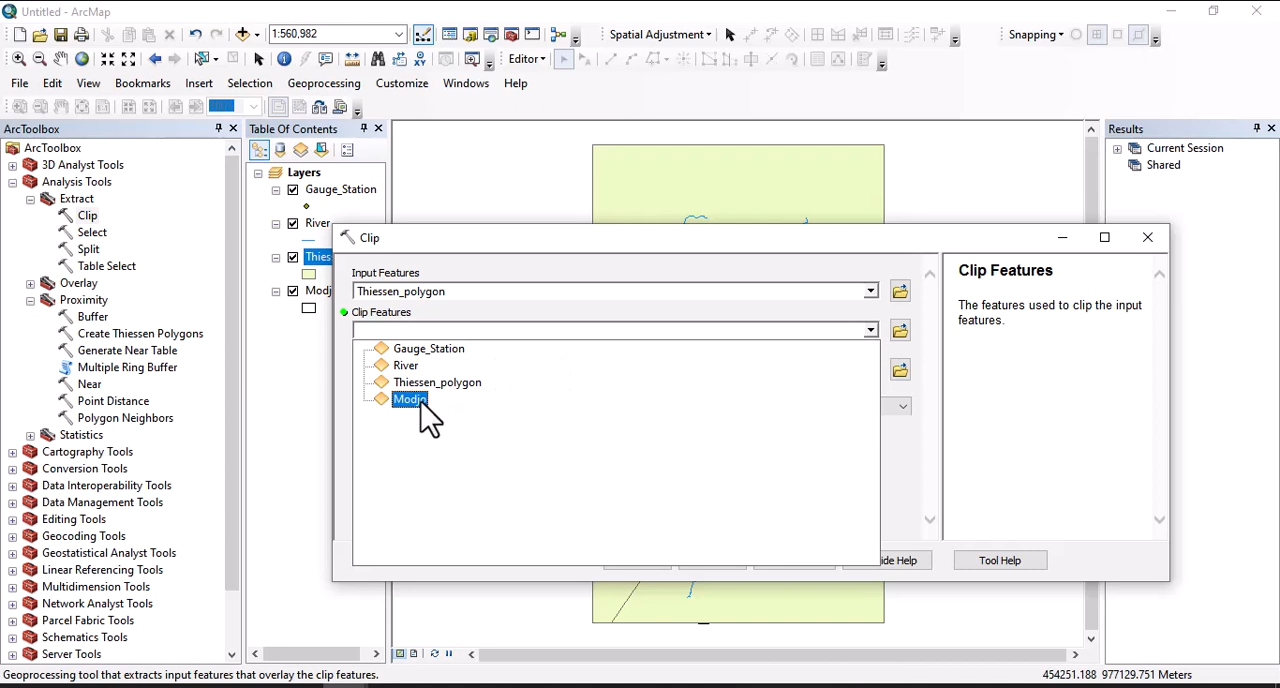 Untitled - ArcMap
1:560,982
Spatial Adjustment
Snapping
Editor
File Edit View Bookmarks Insert Selection Geoprocessing Customize Windows Help
ArcToolbox
ArcToolbox
3D Analyst Tools
Analysis Tools
Extract
Clip
Select
Split
Table Select
Overlay
Proximity
Buffer
Create Thiessen Polygons
Generate Near Table
Multiple Ring Buffer
Near
Point Distance
Polygon Neighbors
Statistics
Cartography Tools
Conversion Tools
Data Interoperability Tools
Data Management Tools
Editing Tools
Geocoding Tools
Geostatistical Analyst Tools
Linear Referencing Tools
Multidimension Tools
Network Analyst Tools
Parcel Fabric Tools
Schematics Tools
Server Tools
Table Of Contents
Layers
Gauge_Station
River
Thies
Modj
Clip
Input Features
Thiessen_polygon
Clip Features
Gauge_Station
River
Thiessen_polygon
Modjo
ide Help
Tool Help
Clip Features
The features used to clip the input
features.
Results
Current Session
Shared
Geoprocessing tool that extracts input features that overlay the clip features.
454251.188 977129.751 Meters